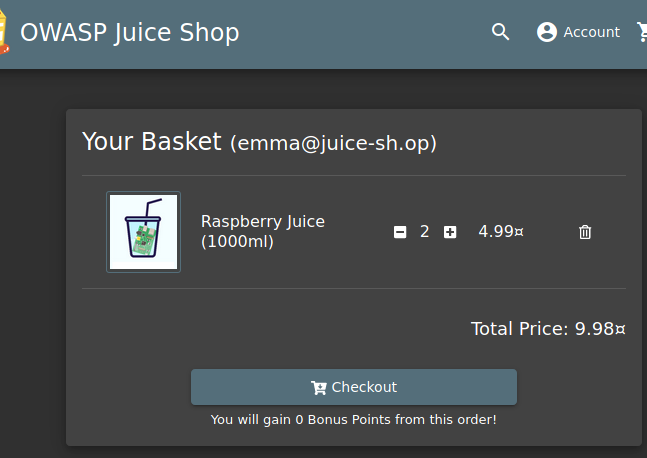 OWASP Juice Shop
Account
Your Basket (emma@juice-sh.op)
Raspberry Juice
(1000ml)
2
4.99¤
Total Price: 9.98¤
Checkout
You will gain 0 Bonus Points from this order!